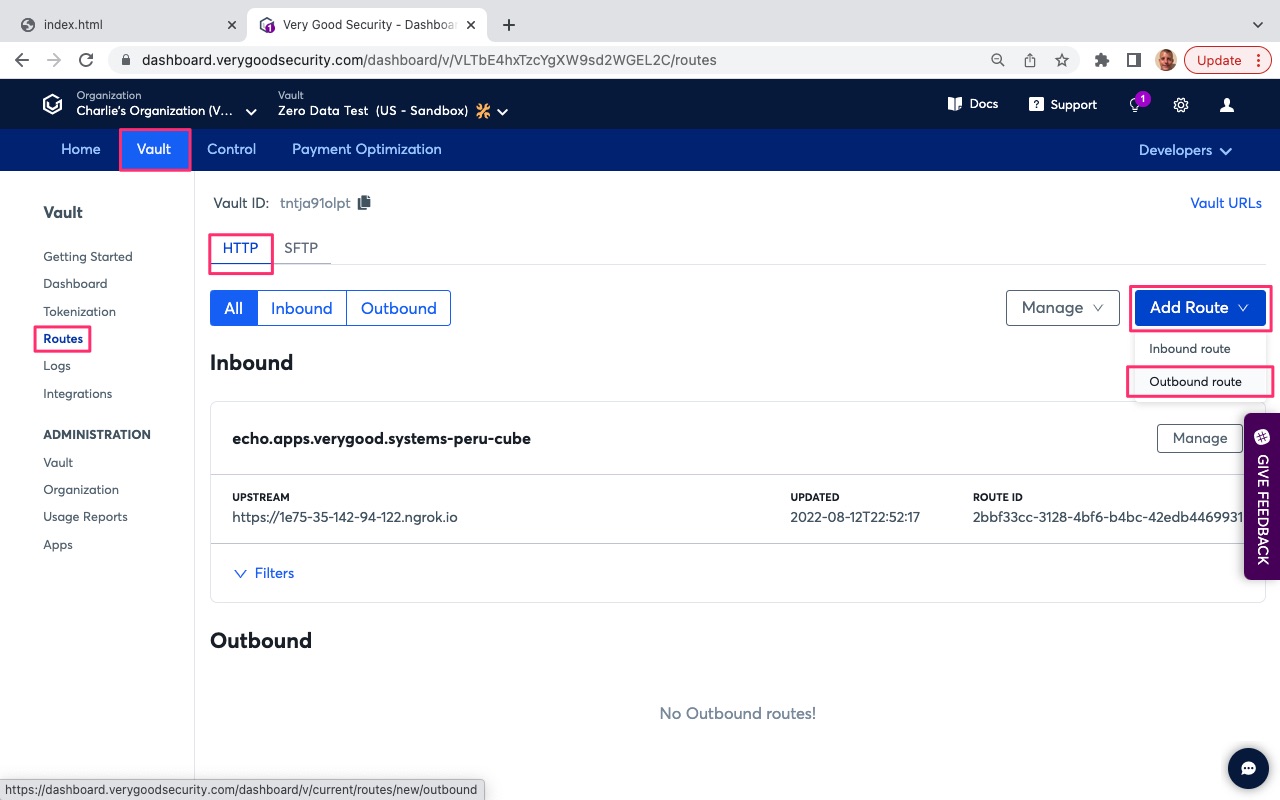 index.html
Very Good Security - Dashboar
dashboard.verygoodsecurity.com/dashboard/v/VLTbE4hxTzcYgXW9sd2WGEL2C/routes
Update
Organization
Charlie's Organization (V...
Vault
Zero Data Test (US - Sandbox)
Docs
Support
1
Home
Vault
Control
Payment Optimization
Developers
Vault
Getting Started
Dashboard
Tokenization
Routes
Logs
Integrations
ADMINISTRATION
Vault
Organization
Usage Reports
Apps
Vault ID: tntja91olpt
Vault URLs
HTTP
SFTP
All
Inbound
Outbound
Manage
Add Route
Inbound route
Outbound route
Inbound
echo.apps.verygood.systems-peru-cube
Manage
UPSTREAM
https://1e75-35-142-94-122.ngrok.io
UPDATED
2022-08-12T22:52:17
ROUTE ID
2bbf33cc-3128-4bf6-b4bc-42edb4469931
Filters
GIVE FEEDBACK
Outbound
No Outbound routes!
https://dashboard.verygoodsecurity.com/dashboard/v/current/routes/new/outbound